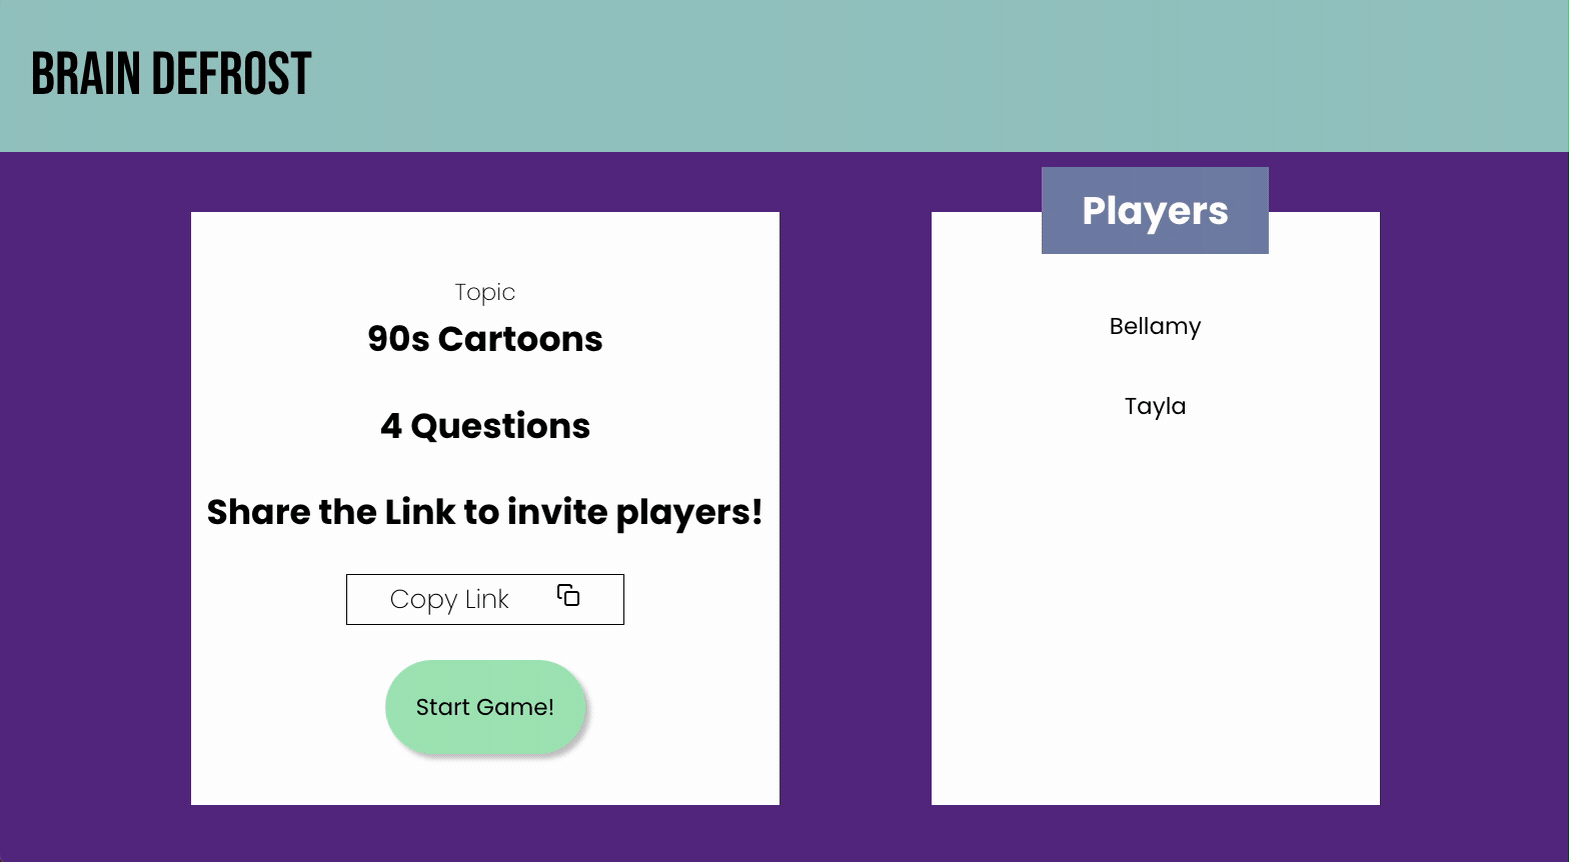 BRAIN DEFROST
Topic
90s Cartoons
4 Questions
Share the Link to invite players!
Copy Link
Start Game!
Players
Bellamy
Tayla